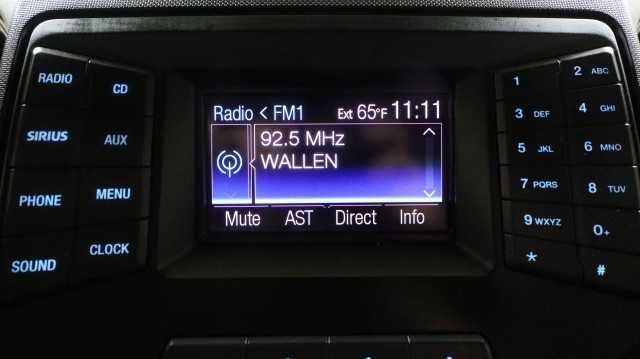 RADIO
CD
SIRIUS
AUX
PHONE
MENU
SOUND
CLOCK
Radio < FM1 Ext 65°F 11:11
92.5 MHz
WALLEN
Mute AST Direct Info
1
2 ABC
3 DEF
4 GHI
5 JKL
6 MNO
7 PQRS
8 TUV
9 WXYZ
0+
*
#